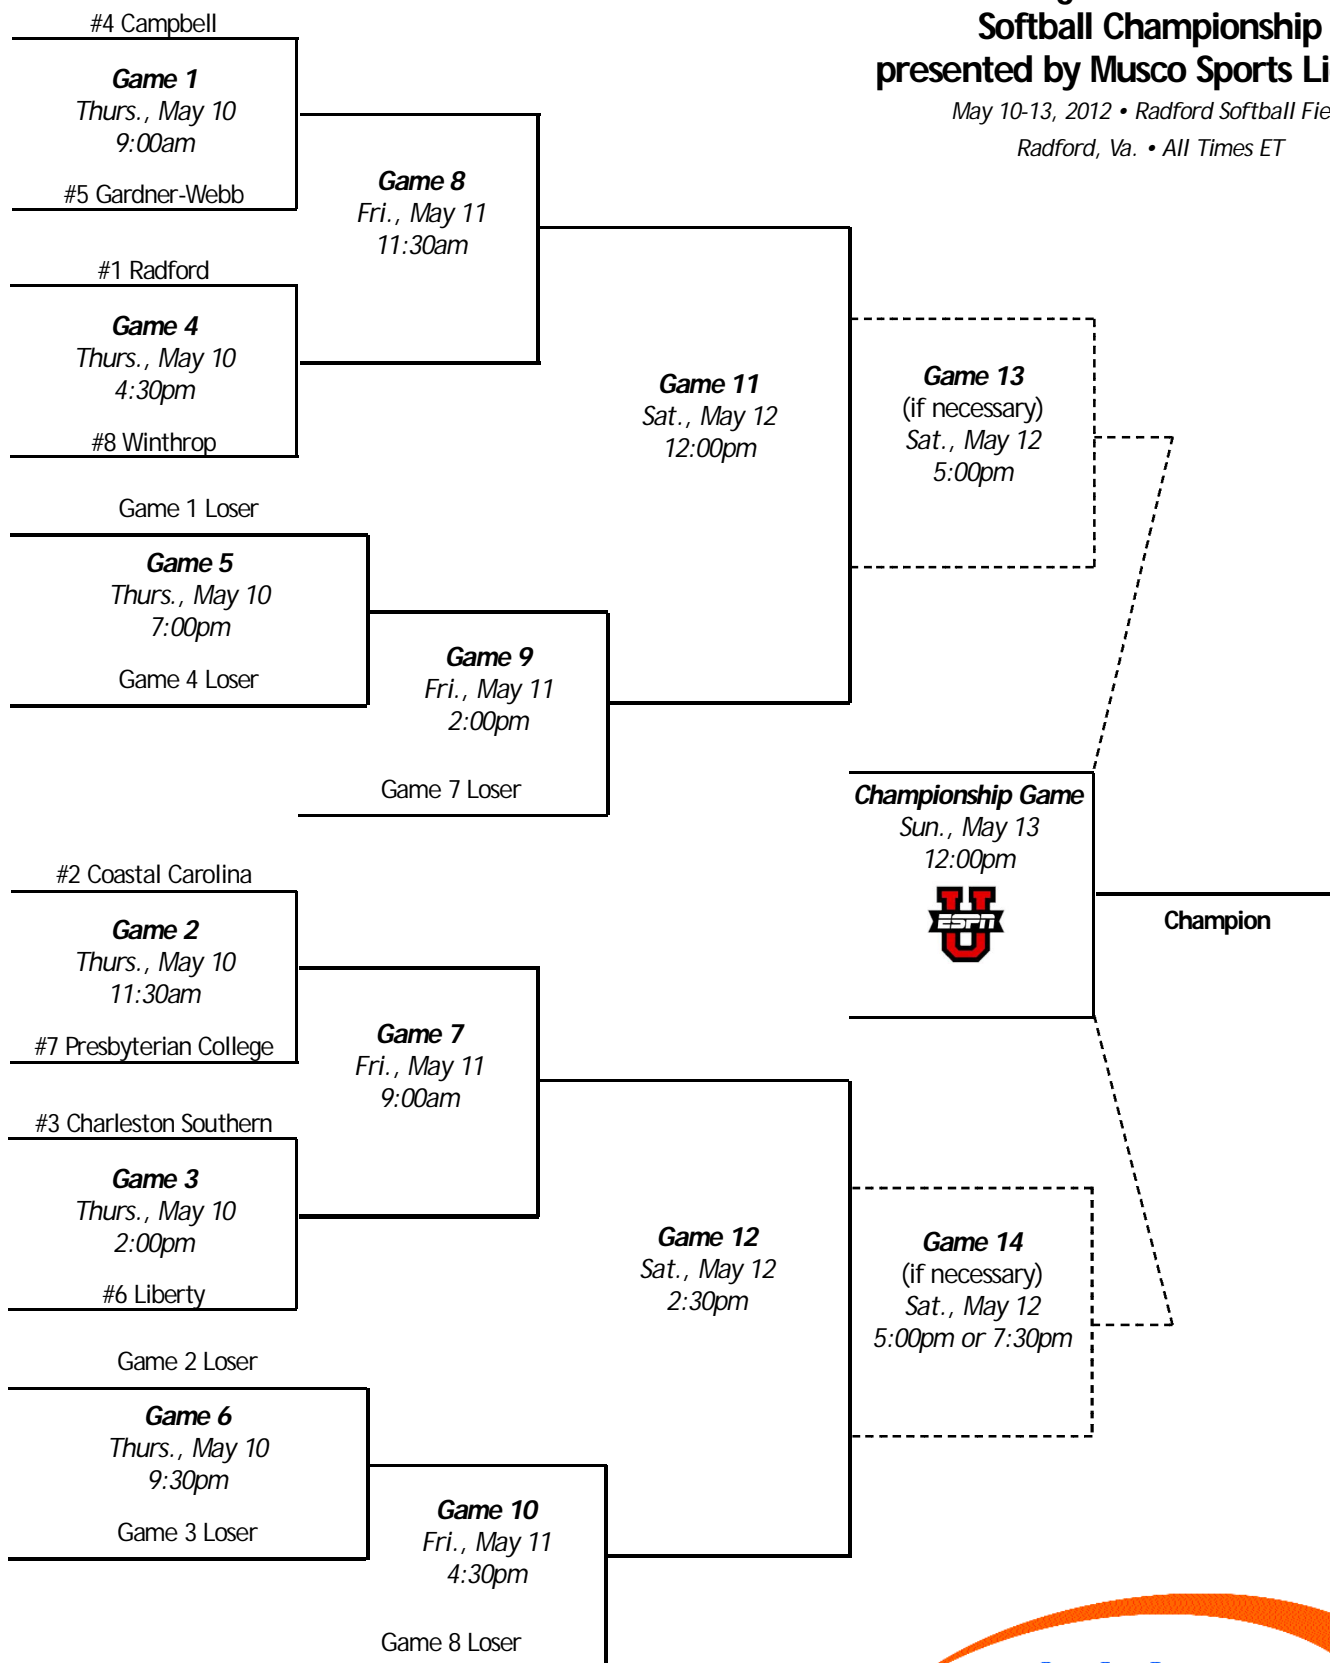 #4 Campbell
Game 1
Thurs., May 10
9:00am
#5 Gardner-Webb
Softball Championship
presented by Musco Sports
May 10-13, 2012 • Radford Softball
Radford, Va. • All Times ET
Game 8
Fri., May 11
11:30am
#1 Radford
Game 4
Thurs., May 10
4:30pm
#8 Winthrop
Game 11
Sat., May 12
12:00pm
Game 13
(if necessary)
Sat., May 12
5:00pm
Game 1 Loser
Game 5
Thurs., May 10
7:00pm
Game 4 Loser
Game 9
Fri., May 11
2:00pm
Game 7 Loser
Championship Game
Sun., May 13
12:00pm
ESPN
U
Champion
#2 Coastal Carolina
Game 2
Thurs., May 10
11:30am
#7 Presbyterian College
Game 7
Fri., May 11
9:00am
#3 Charleston Southern
Game 3
Thurs., May 10
2:00pm
#6 Liberty
Game 12
Sat., May 12
2:30pm
Game 14
(if necessary)
Sat., May 12
5:00pm or 7:30pm
Game 2 Loser
Game 6
Thurs., May 10
9:30pm
Game 3 Loser
Game 10
Fri., May 11
4:30pm
Game 8 Loser